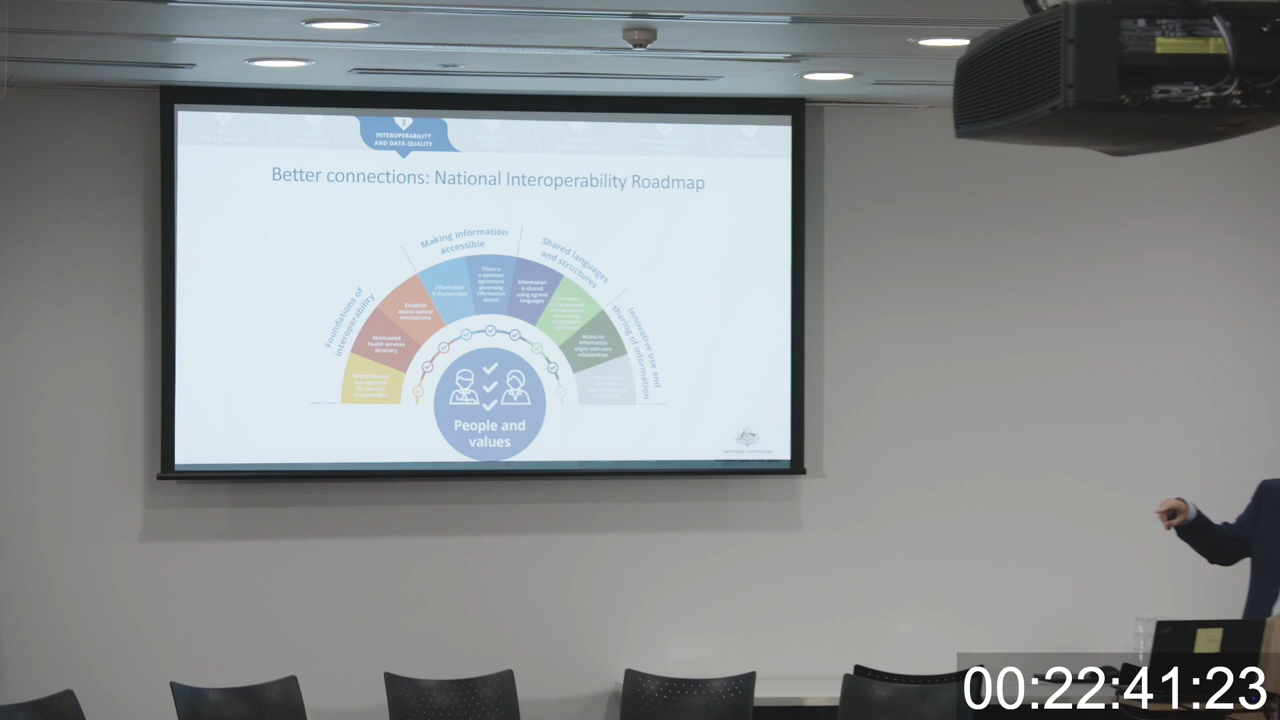 3
INTEROPERABILITY
AND DATA QUALITY
Better connections: National Interoperability Roadmap
Foundations of
interoperability
Making information
accessible
Shared languages
and structures
Innovative use and
sharing of information
management
Maintained
health services
directory
Establish
access control
mechanisms
Information
is discoverable
There is
a common
agreement
governing
information
access
Information
is shared
using agreed
languages
Access to
information
aligns with care
relationships
People and
values
00:22:41:23